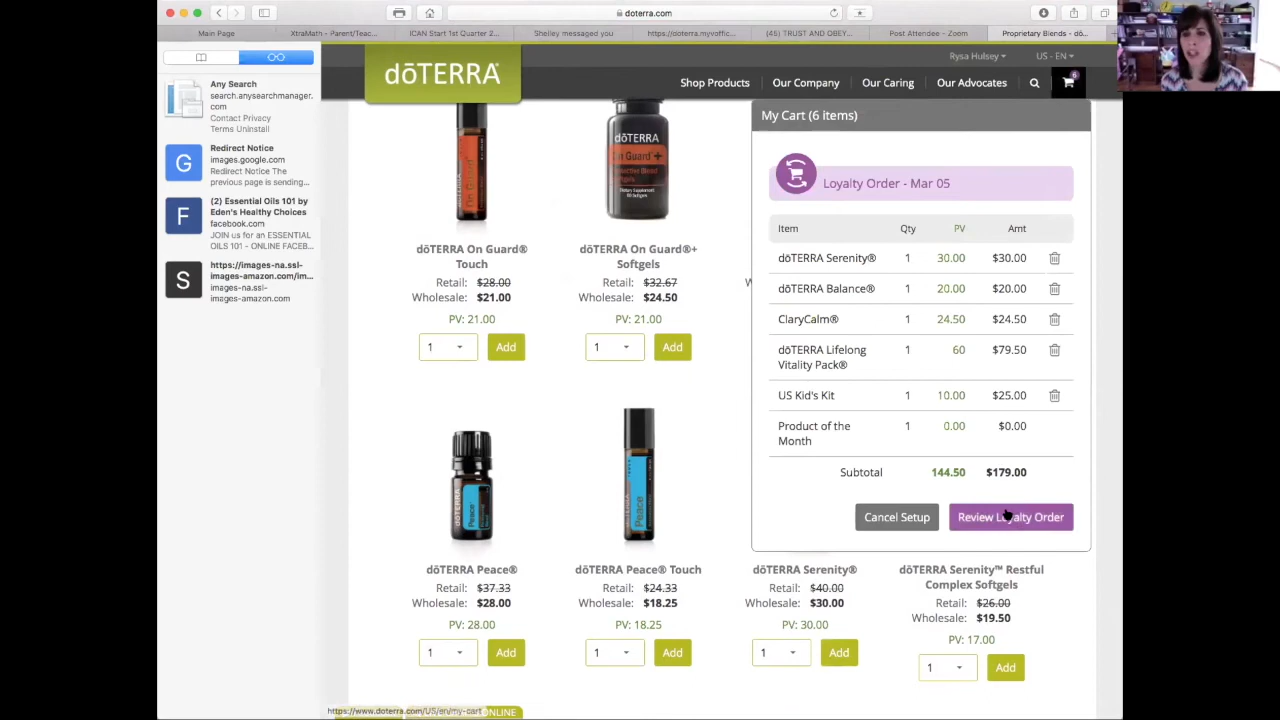 doterra.com
Main Page
XtraMath - Parent/Teac...
ICAN Start 1st Quarter 2...
Shelley messaged you
https://doterra.myvoffic...
(45) TRUST AND OBEY...
Post Attendee - Zoom
Proprietary Blends - dō...
Rysa Hulsey
US - EN
dōTERRA®
Shop Products
Our Company
Our Caring
Our Advocates
6
Any Search
search.anysearchmanager.
com
Contact Privacy
Terms Uninstall
G
Redirect Notice
images.google.com
Redirect Notice The
previous page is sending...
F
(2) Essential Oils 101 by
Eden's Healthy Choices
facebook.com
JOIN us for an ESSENTIAL
OILS 101 - ONLINE FACEB...
S
https://images-na.ssl-
images-amazon.com/im...
images-na.ssl-
images-amazon.com
On Guard
dōTERRA
On Guard+
dōTERRA On Guard®
Touch
Retail: $28.00
Wholesale: $21.00
PV: 21.00
1
Add
dōTERRA On Guard®+
Softgels
Retail: $32.67
Wholesale: $24.50
PV: 21.00
1
Add
My Cart (6 items)
Loyalty Order - Mar 05
Item Qty PV Amt
dōTERRA Serenity® 1 30.00 $30.00
dōTERRA Balance® 1 20.00 $20.00
ClaryCalm® 1 24.50 $24.50
dōTERRA Lifelong 1 60 $79.50
Vitality Pack®
US Kid's Kit 1 10.00 $25.00
Product of the 1 0.00 $0.00
Month
Subtotal 144.50 $179.00
Cancel Setup
Review Loyalty Order
dōTERRA
Peace
Peace
dōTERRA Peace®
Retail: $37.33
Wholesale: $28.00
PV: 28.00
1
Add
dōTERRA Peace® Touch
Retail: $24.33
Wholesale: $18.25
PV: 18.25
1
Add
dōTERRA Serenity®
Retail: $40.00
Wholesale: $30.00
PV: 30.00
1
Add
dōTERRA Serenity™ Restful
Complex Softgels
Retail: $26.00
Wholesale: $19.50
PV: 17.00
1
Add
https://www.doterra.com/US/en/my-cart
ONLINE